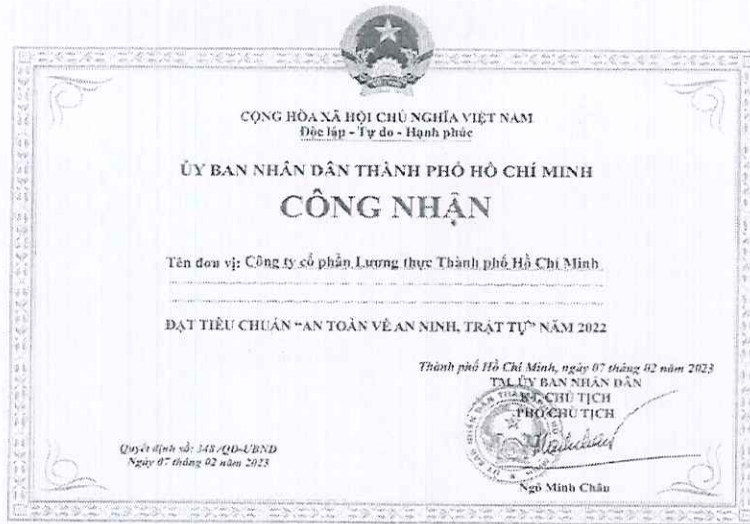 CỘNG HÒA XÃ HỘI CHỦ NGHĨA VIỆT NAM
Độc lập - Tự do - Hạnh phúc
ỦY BAN NHÂN DÂN THÀNH PHỐ HỒ CHÍ MINH
CÔNG NHẬN
Tên đơn vị: Công ty cổ phần Lương thực Thành phố Hồ Chí Minh
ĐẠT TIÊU CHUẨN “AN TOÀN VỀ AN NINH, TRẬT TỰ” NĂM 2022
Thành phố Hồ Chí Minh, ngày 07 tháng 02 năm 2023
TM. ỦY BAN NHÂN DÂN
KT. CHỦ TỊCH
PHÓ CHỦ TỊCH
Quyết định số: 348 /QĐ-UBND
Ngày 07 tháng 02 năm 2023
Ngô Minh Châu